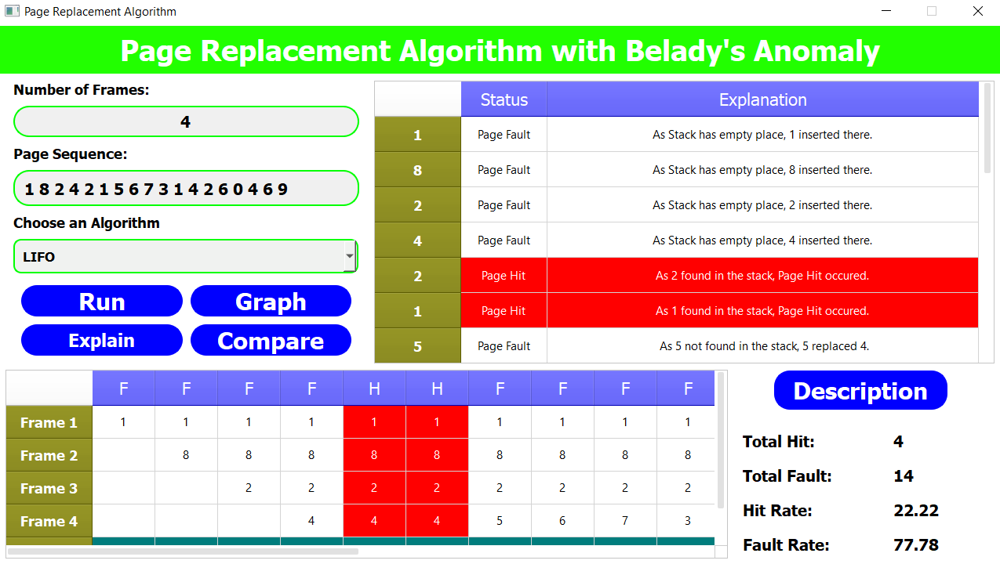 Page Replacement Algorithm
Page Replacement Algorithm with Belady's Anomaly
Number of Frames:
4
Page Sequence:
1 8 2 4 2 1 5 6 7 3 1 4 2 6 0 4 6 9
Choose an Algorithm
LIFO
Run Graph
Explain Compare
Status Explanation
1 Page Fault As Stack has empty place, 1 inserted there.
8 Page Fault As Stack has empty place, 8 inserted there.
2 Page Fault As Stack has empty place, 2 inserted there.
4 Page Fault As Stack has empty place, 4 inserted there.
2 Page Hit As 2 found in the stack, Page Hit occured.
1 Page Hit As 1 found in the stack, Page Hit occured.
5 Page Fault As 5 not found in the stack, 5 replaced 4.
F F F F H H F F F F
Frame 1 1 1 1 1 1 1 1 1 1 1
Frame 2 8 8 8 8 8 8 8 8 8
Frame 3 2 2 2 2 2 2 2 2
Frame 4 4 4 4 5 6 7 3
Description
Total Hit: 4
Total Fault: 14
Hit Rate: 22.22
Fault Rate: 77.78